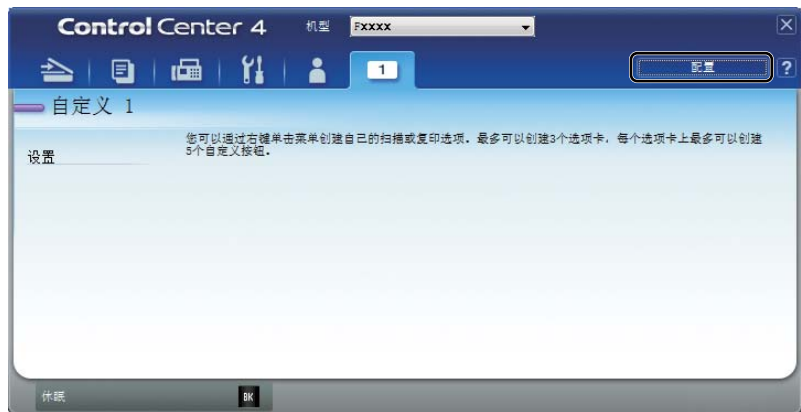 Control Center 4 机型 Fxxxx
1 配置 ?
自定义 1
设置
您可以通过右键单击菜单创建自己的扫描或复印选项。最多可以创建3个选项卡，每个选项卡上最多可以创建
5个自定义按钮。
休眠 BK